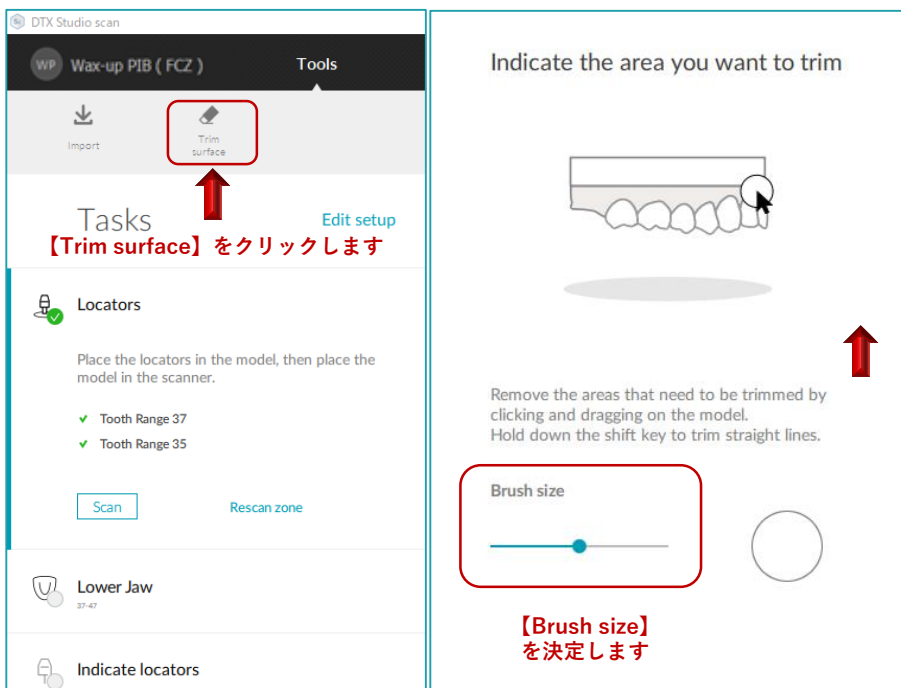 DTX Studio scan
WP Wax-up PIB ( FCZ ) Tools
Import
Trim
surface
Tasks
Edit setup
【Trim surface】をクリックします
Locators
Place the locators in the model, then place the
model in the scanner.
Tooth Range 37
Tooth Range 35
Scan
Rescan zone
Lower Jaw
37-47
Indicate locators
Indicate the area you want to trim
Remove the areas that need to be trimmed by
clicking and dragging on the model.
Hold down the shift key to trim straight lines.
Brush size
【Brush size】
を決定します